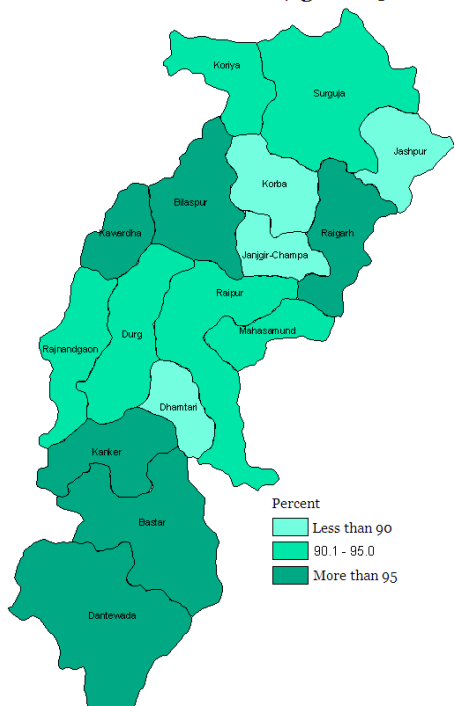 Koriya
Surguja
Jashpur
Korba
Bilaspur
Raigarh
Kawardha
Janjgir-Champa
Raipur
Mahasamund
Durg
Rajnandgaon
Dhamtari
Kanker
Bastar
Dantewada
Percent
Less than 90
90.1 - 95.0
More than 95